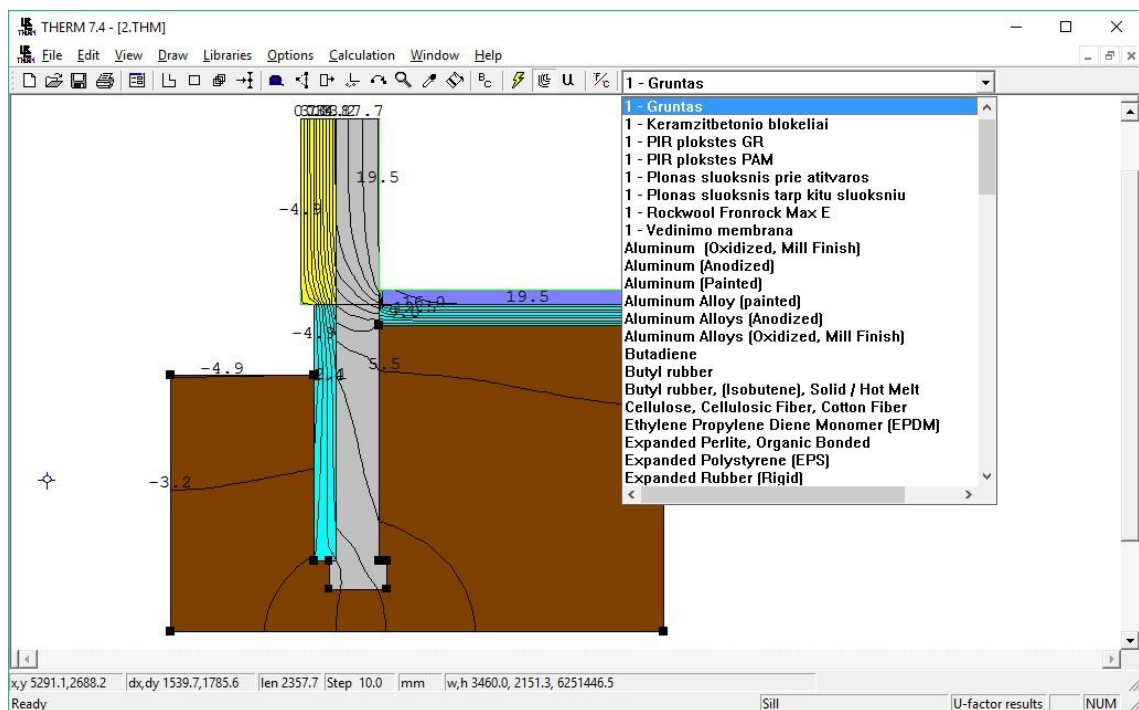 THERM 7.4 - [2.THM]
File Edit View Draw Libraries Options Calculation Window Help
BC U F/C 1 - Gruntas
1 - Gruntas
1 - Keramzitbetonio blokeliai
1 - PIR plokstes GR
1 - PIR plokstes PAM
1 - Plonas sluoksnis prie atitvaros
1 - Plonas sluoksnis tarp kitu sluoksniu
1 - Rockwool Fronrock Max E
1 - Vedinimo membrana
Aluminum (Oxidized, Mill Finish)
Aluminum (Anodized)
Aluminum (Painted)
Aluminum Alloy (painted)
Aluminum Alloys (Anodized)
Aluminum Alloys (Oxidized, Mill Finish)
Butadiene
Butyl rubber
Butyl rubber, (Isobutene), Solid / Hot Melt
Cellulose, Cellulosic Fiber, Cotton Fiber
Ethylene Propylene Diene Monomer (EPDM)
Expanded Perlite, Organic Bonded
Expanded Polystyrene (EPS)
Expanded Rubber (Rigid)
17.7
19.5
-4.9
16.0
19.5
-4.9
5.5
-4.9
-3.2
x,y 5291.1,2688.2 dx,dy 1539.7,1785.6 len 2357.7 Step 10.0 mm w,h 3460.0, 2151.3, 6251446.5
Ready Sill U-factor results NUM